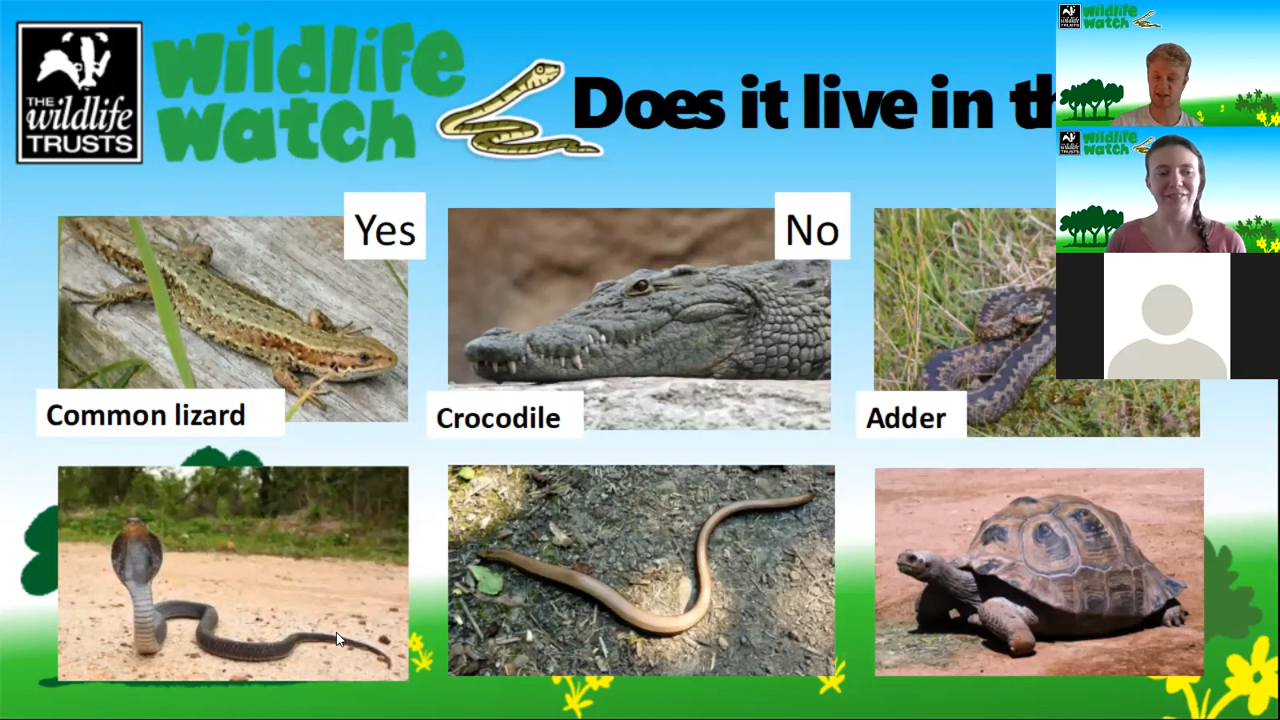 THE
wildlife
TRUSTS
wildlife
watch
Does it live in th
wildlife
watch
wildlife
watch
Yes
No
Common lizard
Crocodile
Adder